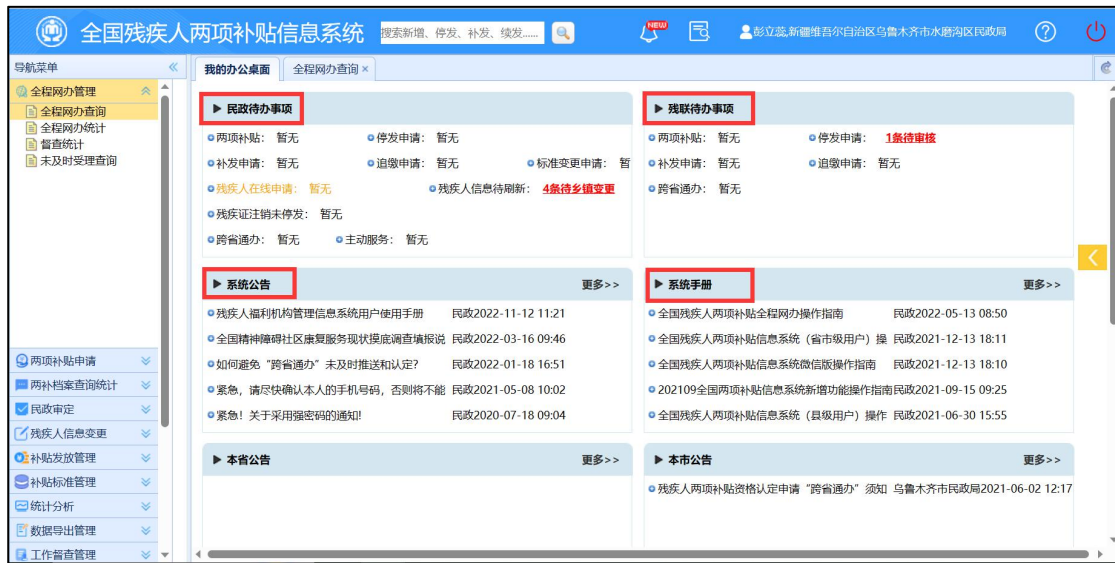 全国残疾人两项补贴信息系统
搜索新增、停发、补发、续发......
NEW
彭立蕊,新疆维吾尔自治区乌鲁木齐市水磨沟区民政局
导航菜单
我的办公桌面
全程网办查询
全程网办管理
全程网办查询
全程网办统计
督查统计
未及时受理查询
两项补贴申请
两补档案查询统计
民政审定
残疾人信息变更
补贴发放管理
补贴标准管理
统计分析
数据导出管理
工作督查管理
民政待办事项
两项补贴： 暂无 停发申请： 暂无
补发申请： 暂无 追缴申请： 暂无 标准变更申请： 暂
残疾人在线申请： 暂无 残疾人信息待刷新： 4条待乡镇变更
残疾证注销未停发： 暂无
跨省通办： 暂无 主动服务： 暂无
残联待办事项
两项补贴： 暂无 停发申请： 1条待审核
补发申请： 暂无 追缴申请： 暂无
跨省通办： 暂无
系统公告 更多>>
残疾人福利机构管理信息系统用户使用手册 民政2022-11-12 11:21
全国精神障碍社区康复服务现状摸底调查填报说 民政2022-03-16 09:46
如何避免“跨省通办”未及时推送和认定？ 民政2022-01-18 16:51
紧急，请尽快确认本人的手机号码，否则将不能 民政2021-05-08 10:02
紧急！关于采用强密码的通知! 民政2020-07-18 09:04
系统手册 更多>>
全国残疾人两项补贴全程网办操作指南 民政2022-05-13 08:50
全国残疾人两项补贴信息系统（省市级用户）操 民政2021-12-13 18:11
全国残疾人两项补贴信息系统微信版操作指南 民政2021-12-13 18:10
202109全国两项补贴信息系统新增功能操作指南民政2021-09-15 09:25
全国残疾人两项补贴信息系统（县级用户）操作 民政2021-06-30 15:55
本省公告 更多>>
本市公告 更多>>
残疾人两项补贴资格认定申请“跨省通办”须知 乌鲁木齐市民政局2021-06-02 12:17